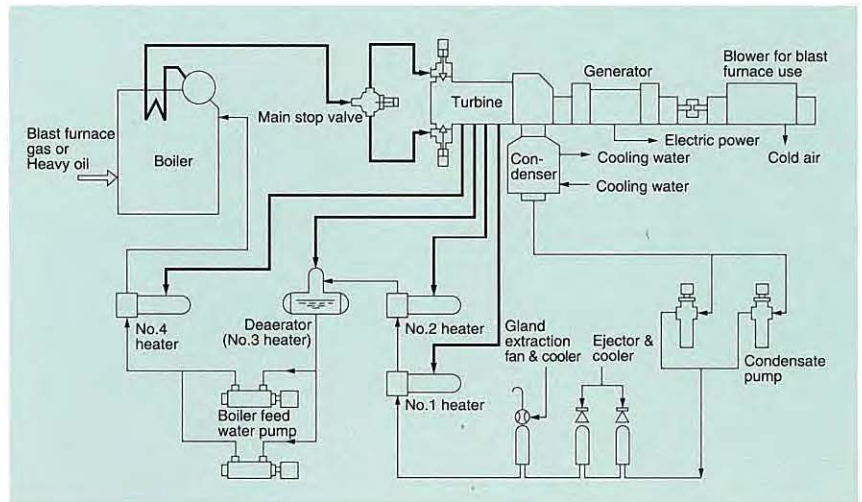 Blast furnace
gas or
Heavy oil
Boiler
Main stop valve
Turbine
Generator
Blower for blast
furnace use
Electric power
Cold air
Con-
denser
Cooling water
Cooling water
No.4
heater
Deaerator
(No.3 heater)
No.2 heater
No.1 heater
Gland
extraction
fan & cooler
Ejector &
cooler
Condensate
pump
Boiler feed
water pump